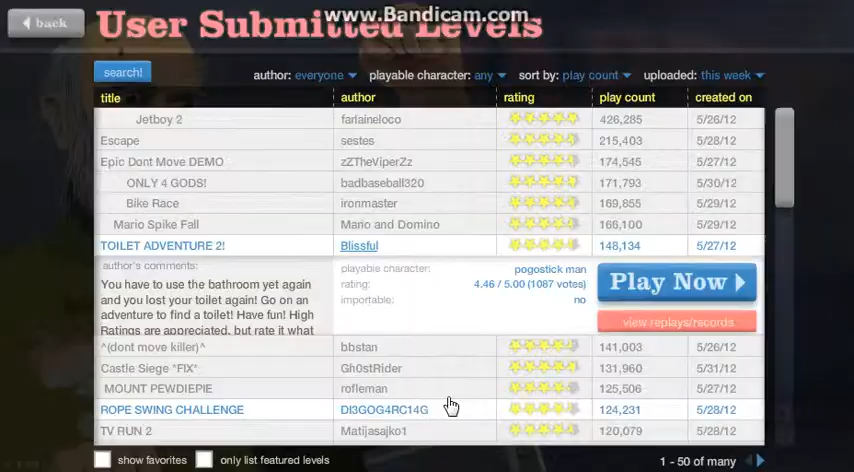 www.Bandicam.com
back
User Submitted Levels
search!
author: everyone playable character: any sort by: play count uploaded: this week
title author rating play count created on
Jetboy 2 farlaineloco 426,285 5/26/12
Escape sestes 215,403 5/28/12
Epic Dont Move DEMO zZTheViperZz 174,545 5/27/12
ONLY 4 GODS! badbaseball320 171,793 5/30/12
Bike Race ironmaster 169,855 5/29/12
Mario Spike Fall Mario and Domino 166,100 5/29/12
TOILET ADVENTURE 2! Blissful 148,134 5/27/12
author's comments:
You have to use the bathroom yet again
and you lost your toilet again! Go on an
adventure to find a toilet! Have fun! High
Ratings are appreciated, but rate it what
playable character: pogostick man
rating: 4.46 / 5.00 (1087 votes)
importable: no
Play Now
view replays/records
^(dont move killer)^ bbstan 141,003 5/26/12
Castle Siege *FIX* Gh0stRider 131,960 5/31/12
MOUNT PEWDIEPIE rofleman 125,506 5/27/12
ROPE SWING CHALLENGE DI3GOG4RC14G 124,231 5/28/12
TV RUN 2 Matijasajko1 120,079 5/28/12
show favorites only list featured levels 1 - 50 of many